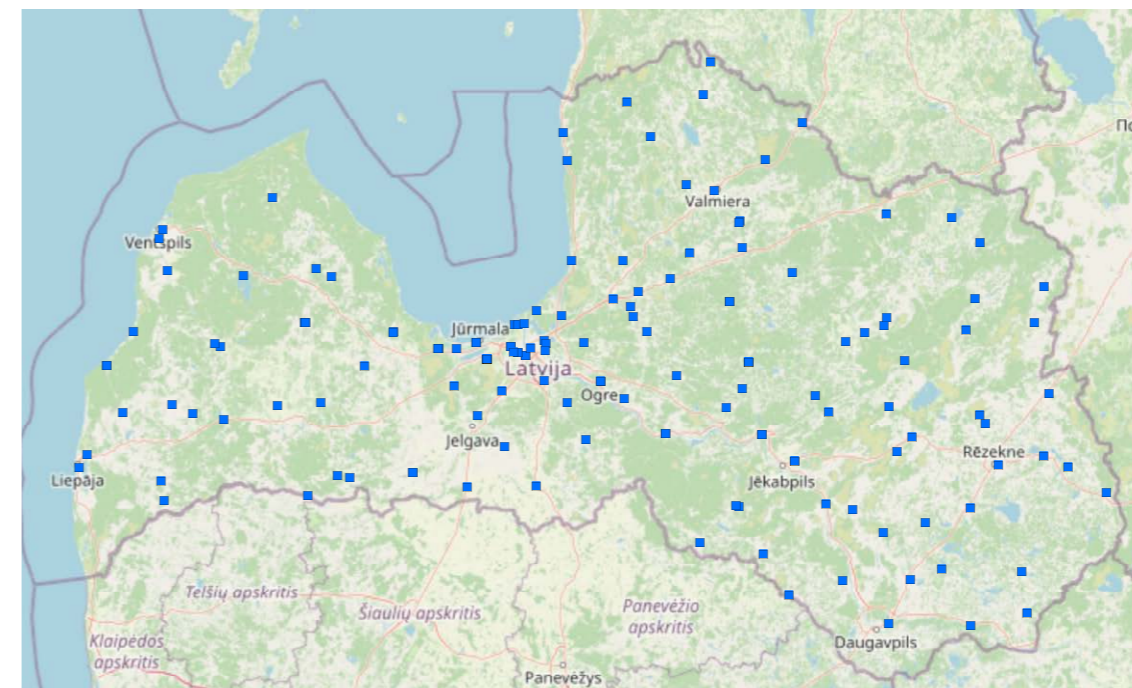 Valmiera
Ventspils
Jūrmala
Latvija
Ogre
Jelgava
Rēzekne
Liepāja
Jēkabpils
Telšių apskritis
Šiaulių apskritis
Panevėžio
apskritis
Klaipėdos
apskritis
Daugavpils
Panevėžys